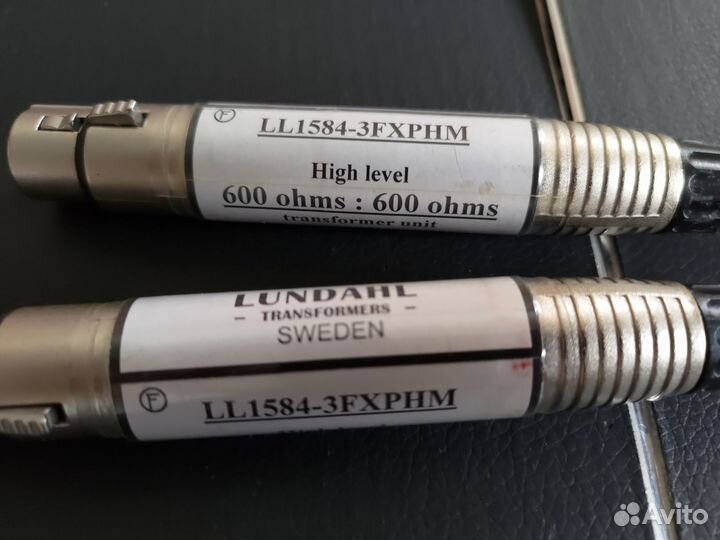 F
LL1584-3FXPHM
High level
600 ohms : 600 ohms
transformer unit
LUNDAHL
- TRANSFORMERS -
SWEDEN
F
LL1584-3FXPHM
Avito